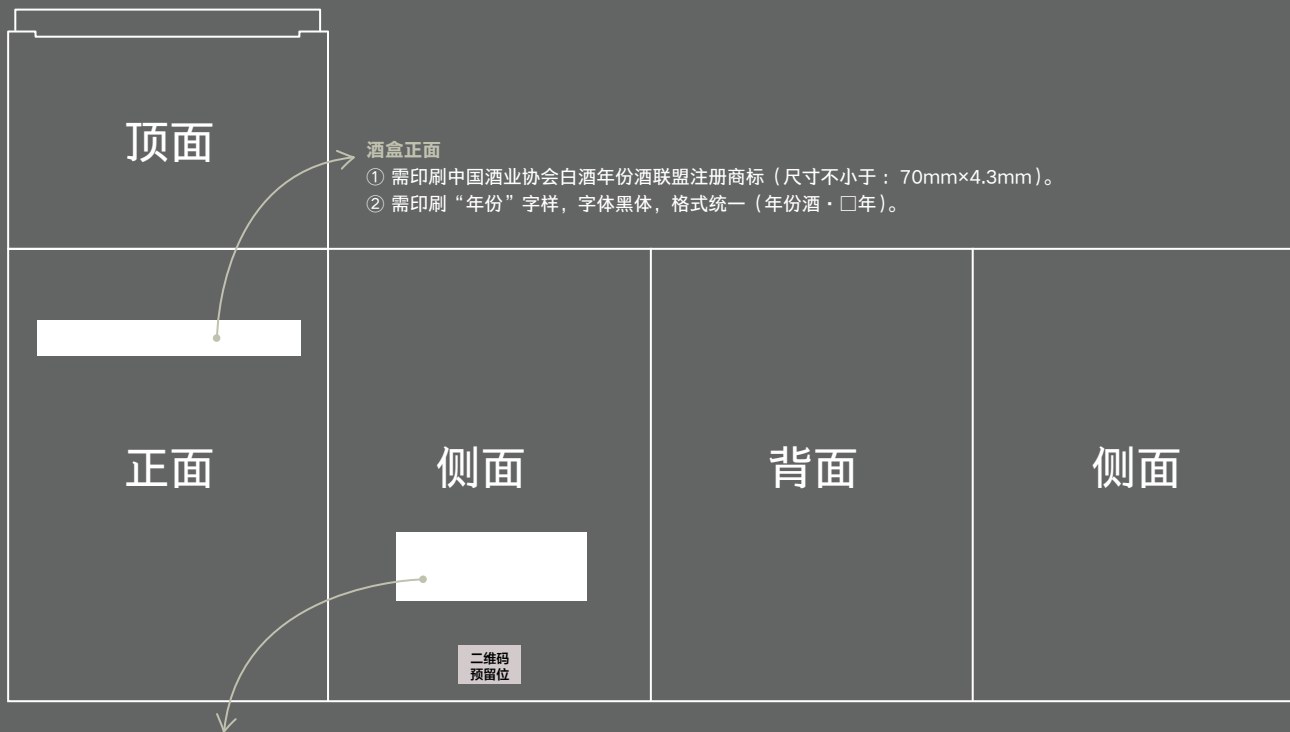 顶面
酒盒正面
① 需印刷中国酒业协会白酒年份酒联盟注册商标（尺寸不小于：70mm×4.3mm）。
② 需印刷“年份”字样，字体黑体，格式统一（年份酒·□年）。
正面
侧面
背面
侧面
二维码
预留位